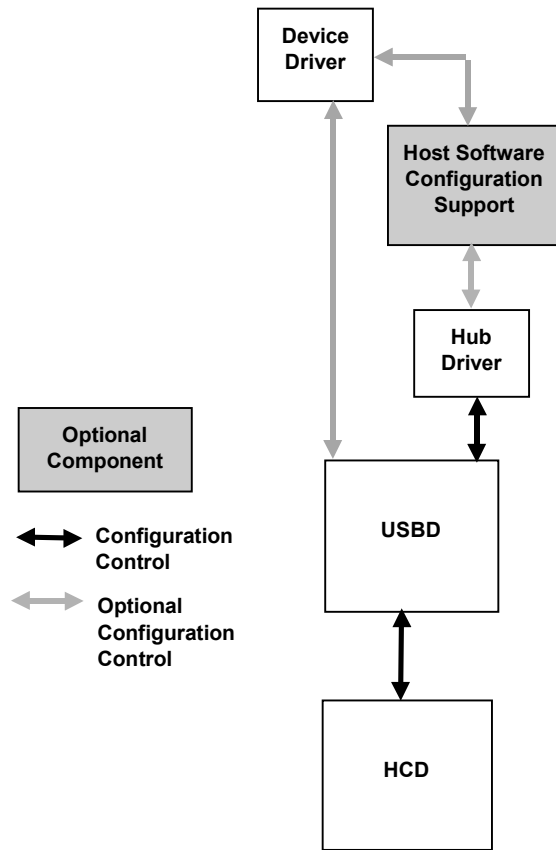 Device
Driver
Host Software
Configuration
Support
Hub
Driver
Optional
Component
USBD
Configuration
Control
Optional
Configuration
Control
HCD